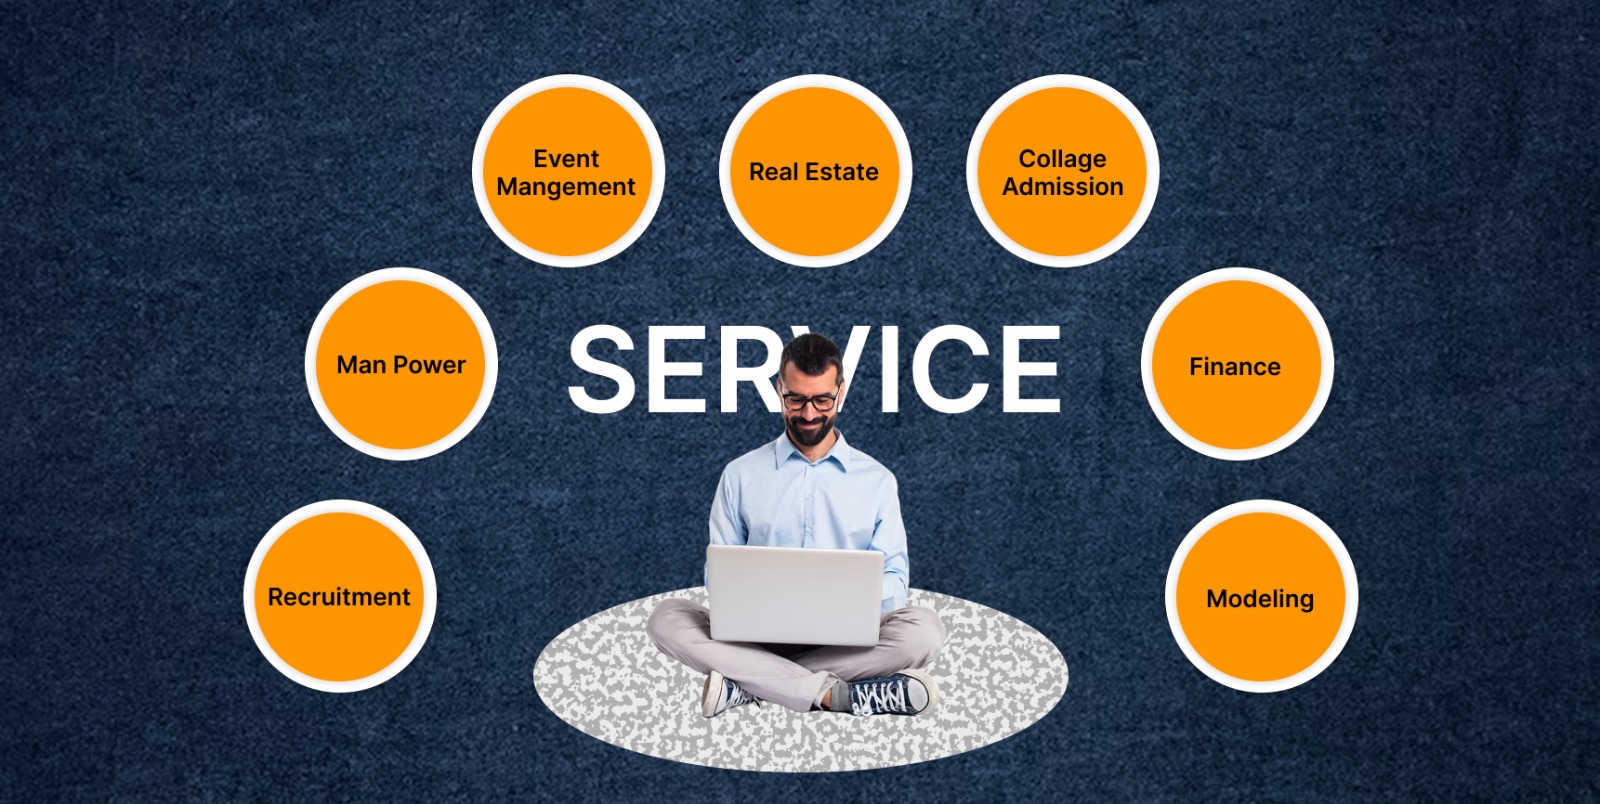 Event
Mangement
Real Estate
Collage
Admission
Man Power
SERVICE
Finance
Recruitment
Modeling